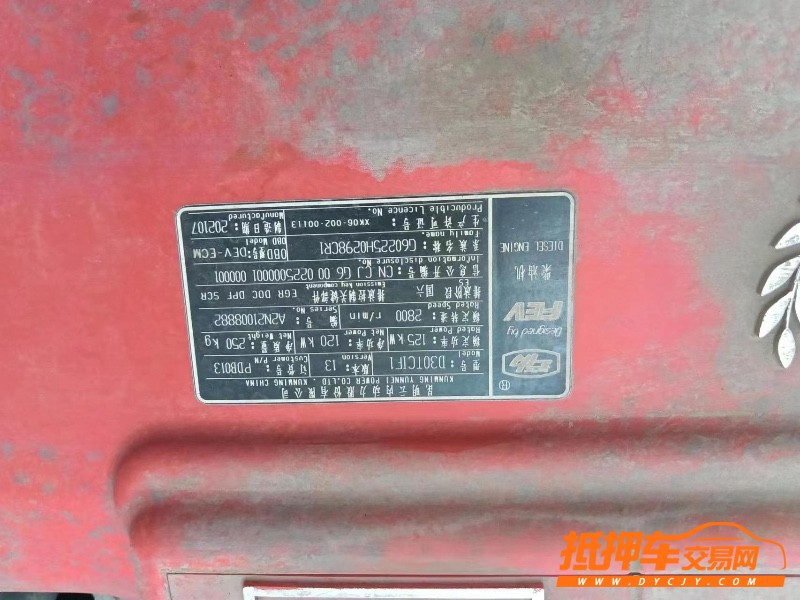 昆明云内动力股份有限公司
KUNMING YUNNEI POWER CO.,LTD. KUNMING CHINA
型号 Model D30TCIF1 版本: Version 13 订货号: Customer P/N PDB013
额定功率: Rated Power 125 kW 净功率: Net Power 120 kW 净质量: Net Weight 250 kg
额定转速: Rated Speed 2800 r/min 编号: Series No. A2N21008882
排放阶段 ES 国六 排放控制关键部件 Emission key component EGR DOC DPF SCR
信息公开编号: Information disclosure No. CN CJ G6 00 0225000001 000001
系族名称: Family name. G60225H0298CR1 OBD型号: OBD Model DEV-ECM
生产许可证号: Producible Licence No. XK06-002-00113 制造日期: Manufactured 202107
®
Designed by
FEV
柴油机
DIESEL ENGINE
抵押车交易网
WWW.DYCJY.COM